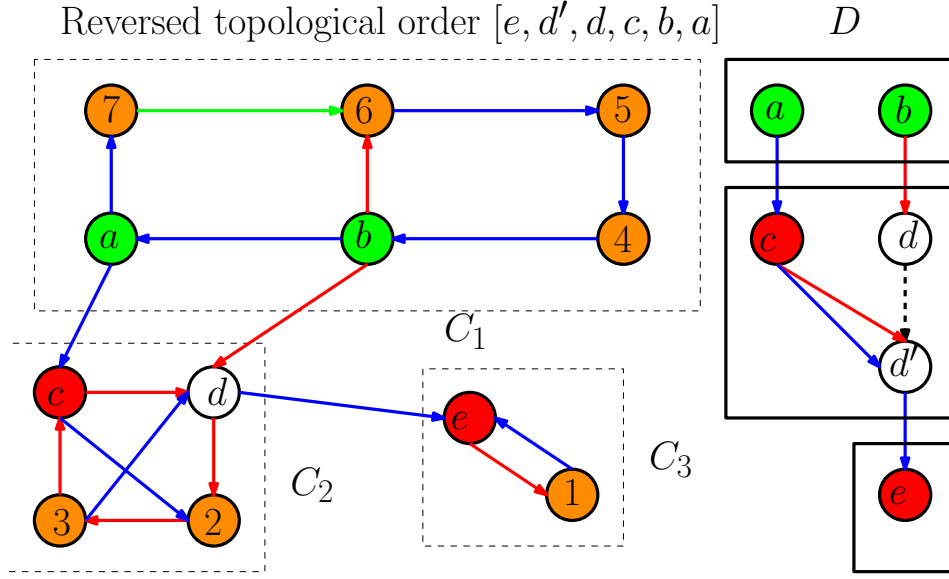 Reversed topological order [e, d′, d, c, b, a]
D
7 6 5
a b
a b 4
c d
C₁
c d
d′
e
C₃
C₂
3 2
1
e